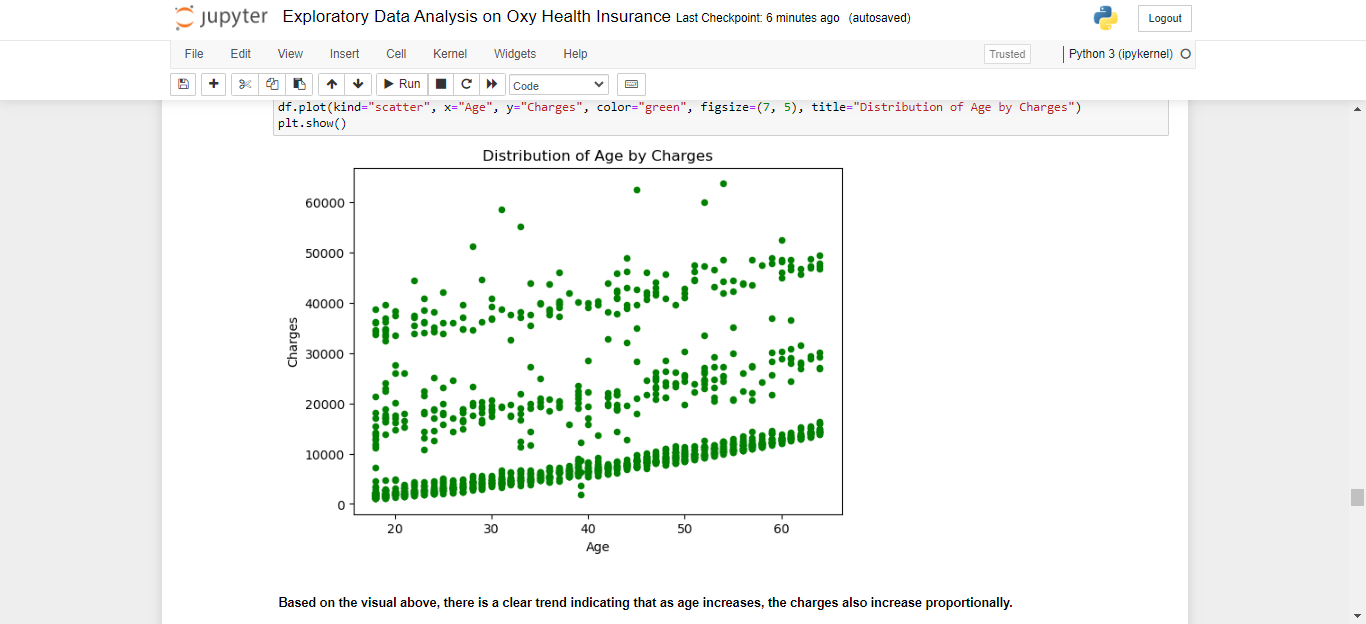 jupyter Exploratory Data Analysis on Oxy Health Insurance Last Checkpoint: 6 minutes ago (autosaved)
Logout
File Edit View Insert Cell Kernel Widgets Help
Trusted
Python 3 (ipykernel)
Run
Code
df.plot(kind="scatter", x="Age", y="Charges", color="green", figsize=(7, 5), title="Distribution of Age by Charges")
plt.show()
Distribution of Age by Charges
60000
50000
40000
30000
20000
10000
0
Charges
20 30 40 50 60
Age
Based on the visual above, there is a clear trend indicating that as age increases, the charges also increase proportionally.